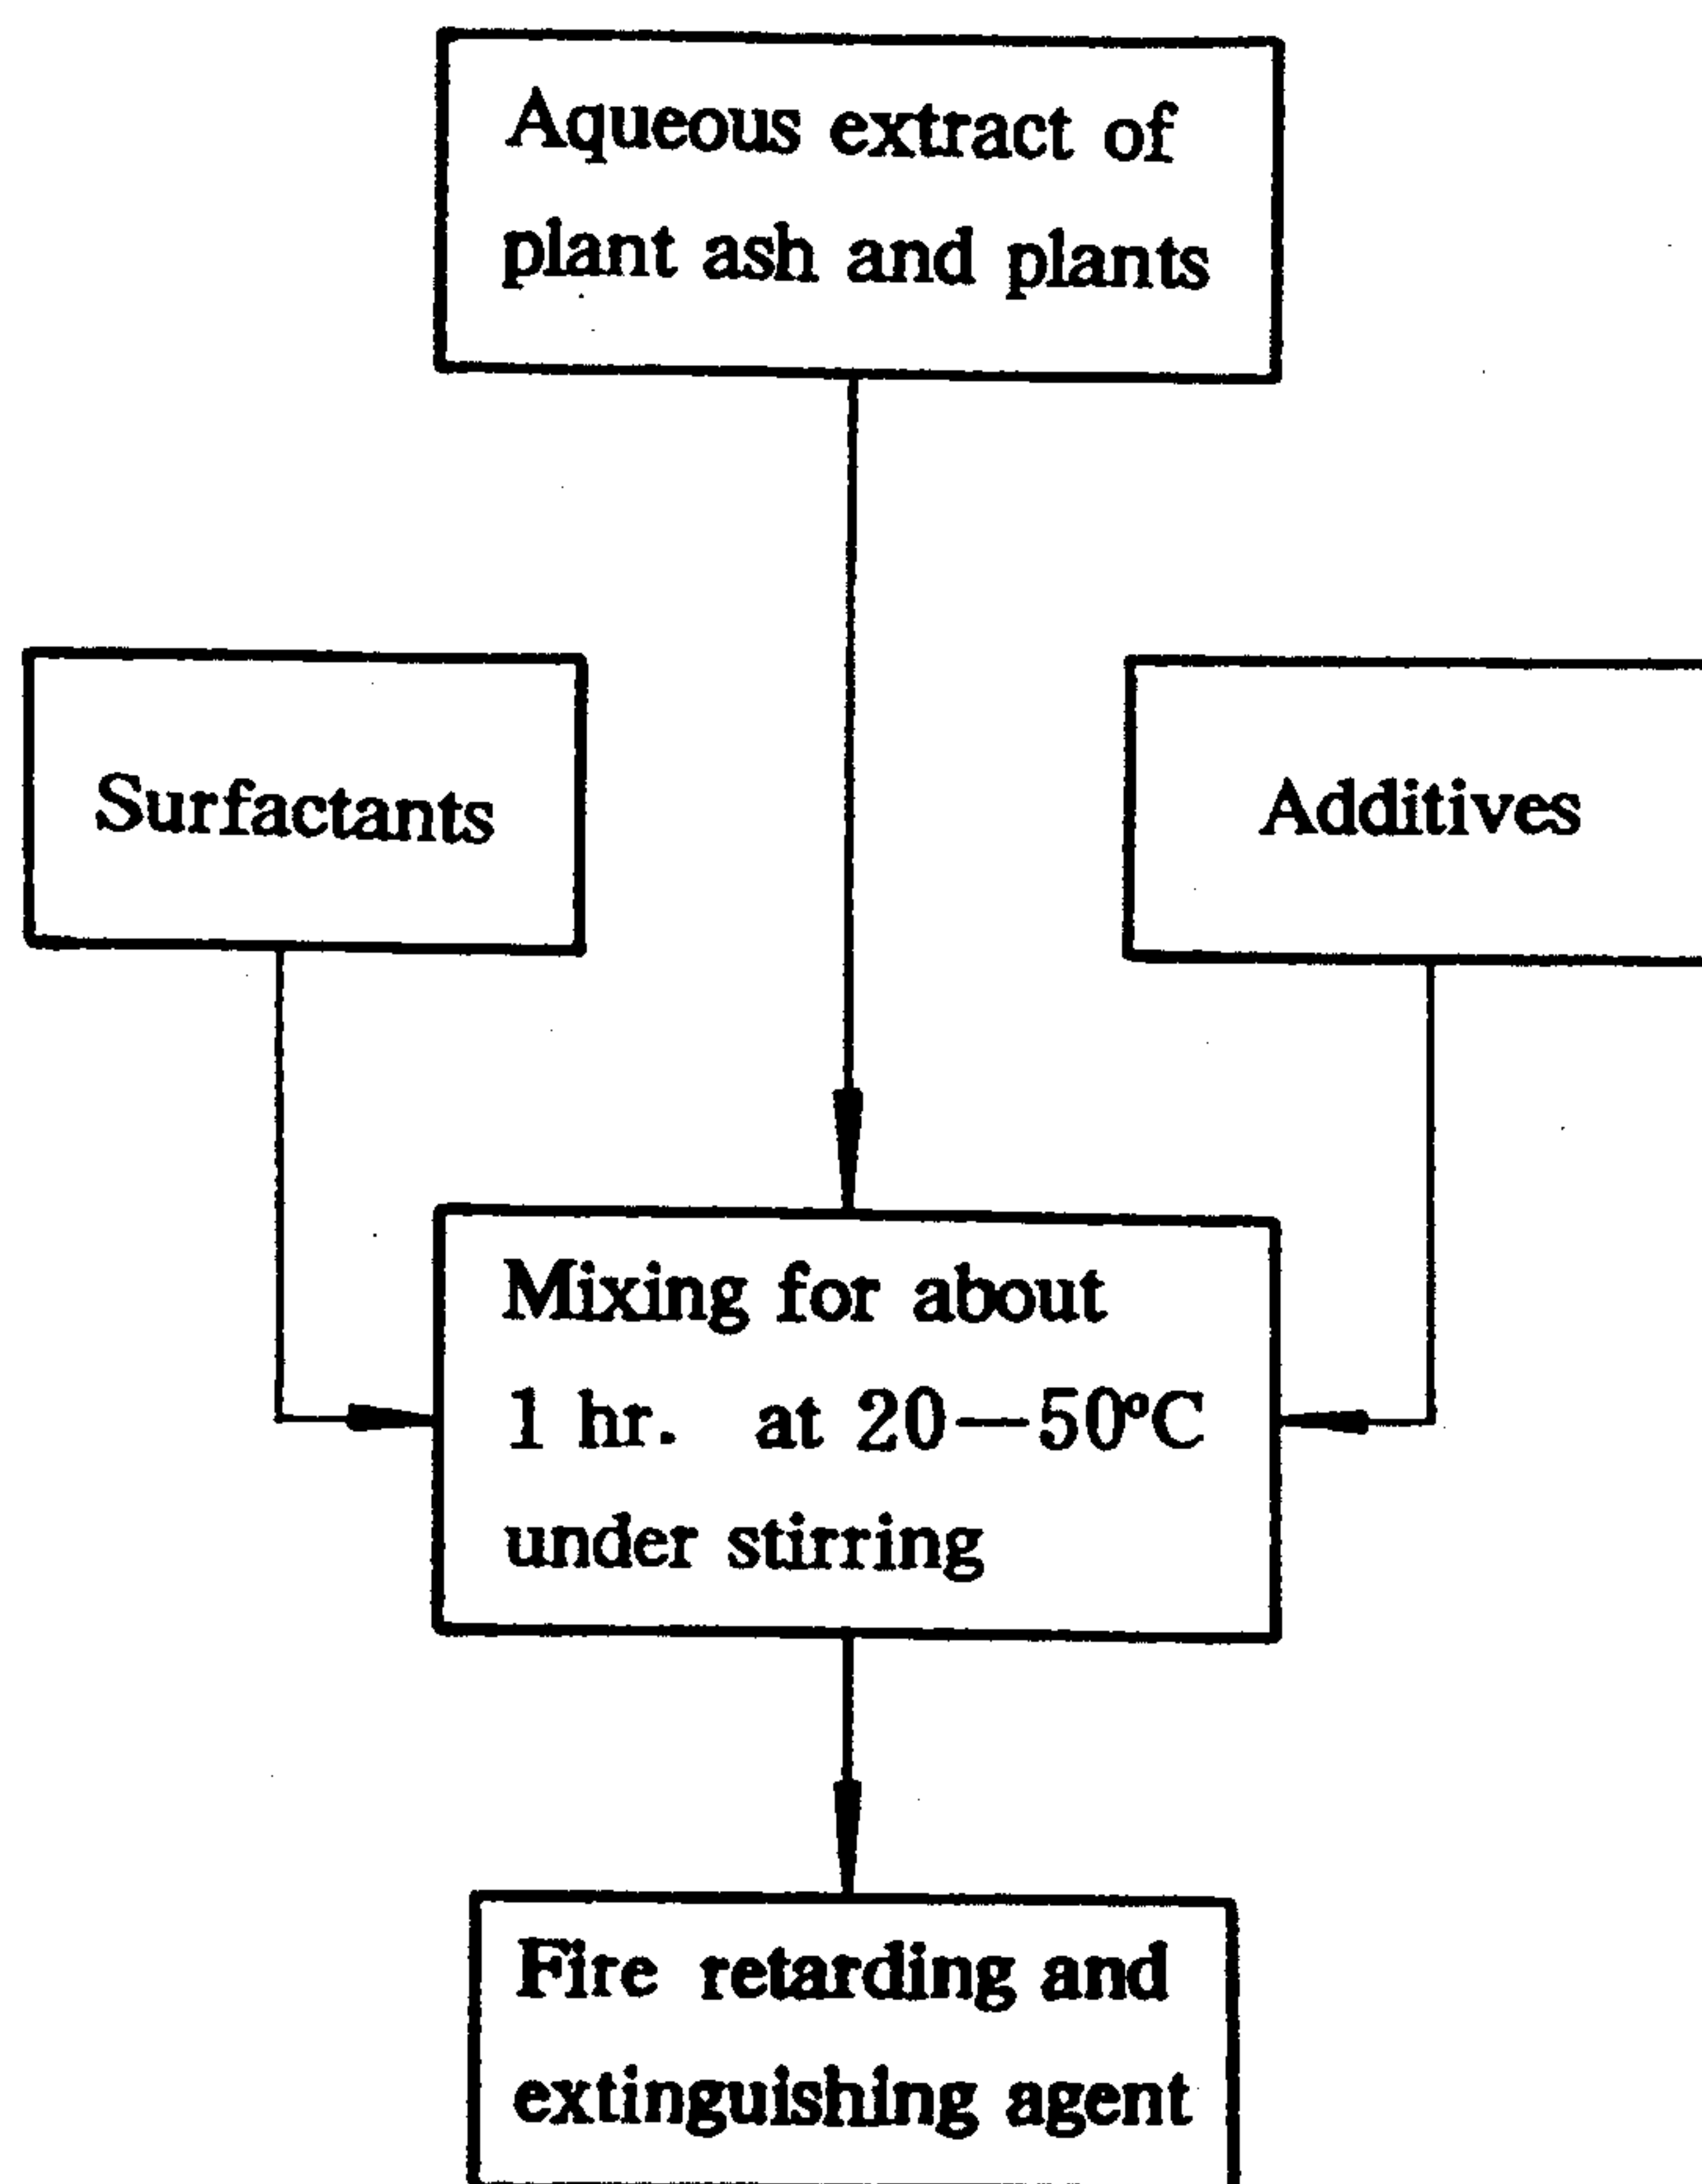 Aqueous extract of
plant ash and plants
Surfactants
Additives
Mixing for about
1 hr. at 20—50°C
under stirring
Fire retarding and
extinguishing agent